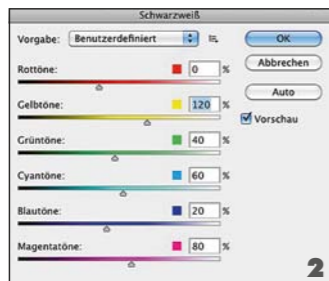 Schwarzweiß
Vorgabe: Benutzerdefiniert OK
Rottöne: 0 % Abbrechen
Gelbtöne: 120 % Auto
Vorschau
Grüntöne: 40 %
Cyantöne: 60 %
Blautöne: 20 %
Magentatöne: 80 %
2